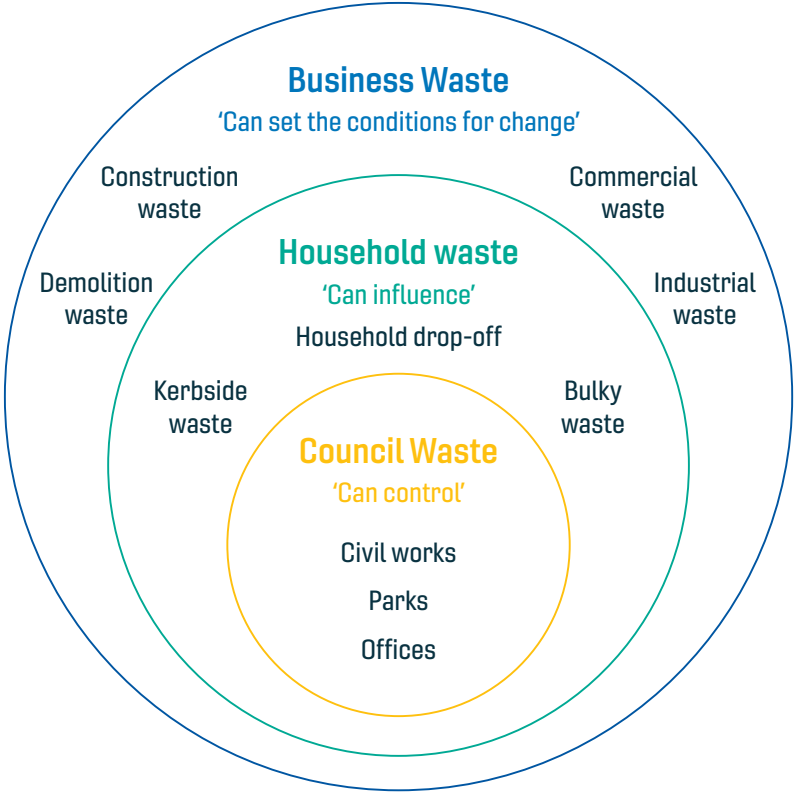 Business Waste
‘Can set the conditions for change’
Construction
waste
Commercial
waste
Demolition
waste
Industrial
waste
Household waste
‘Can influence’
Household drop-off
Kerbside
waste
Bulky
waste
Council Waste
‘Can control’
Civil works
Parks
Offices